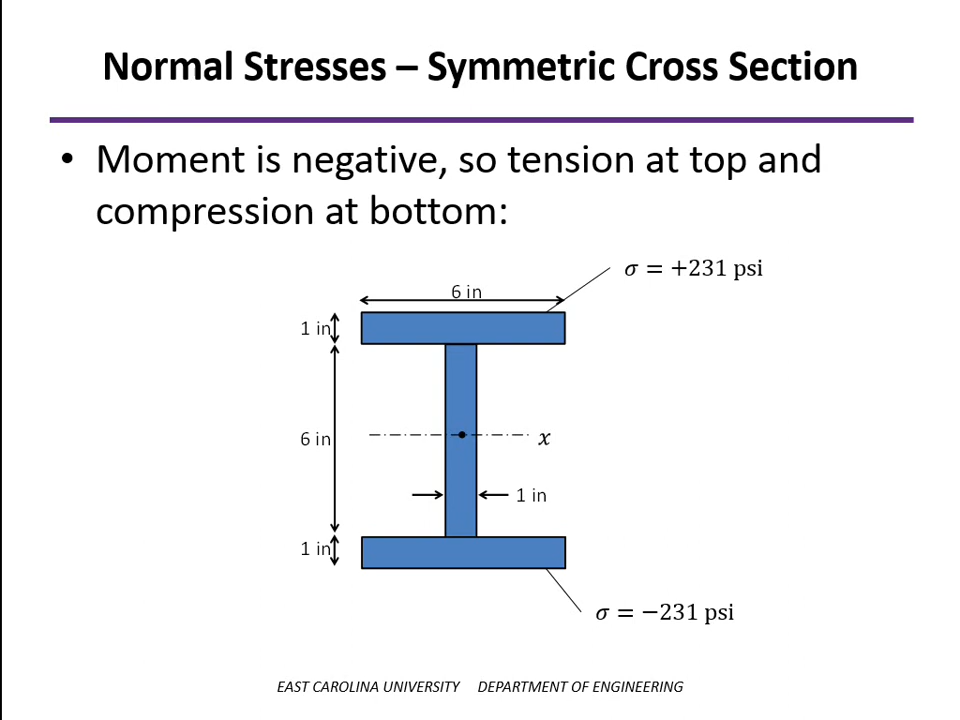 Normal Stresses – Symmetric Cross Section
• Moment is negative, so tension at top and
compression at bottom:
σ = +231 psi
6 in
1 in
6 in
x
1 in
1 in
σ = −231 psi
EAST CAROLINA UNIVERSITY DEPARTMENT OF ENGINEERING